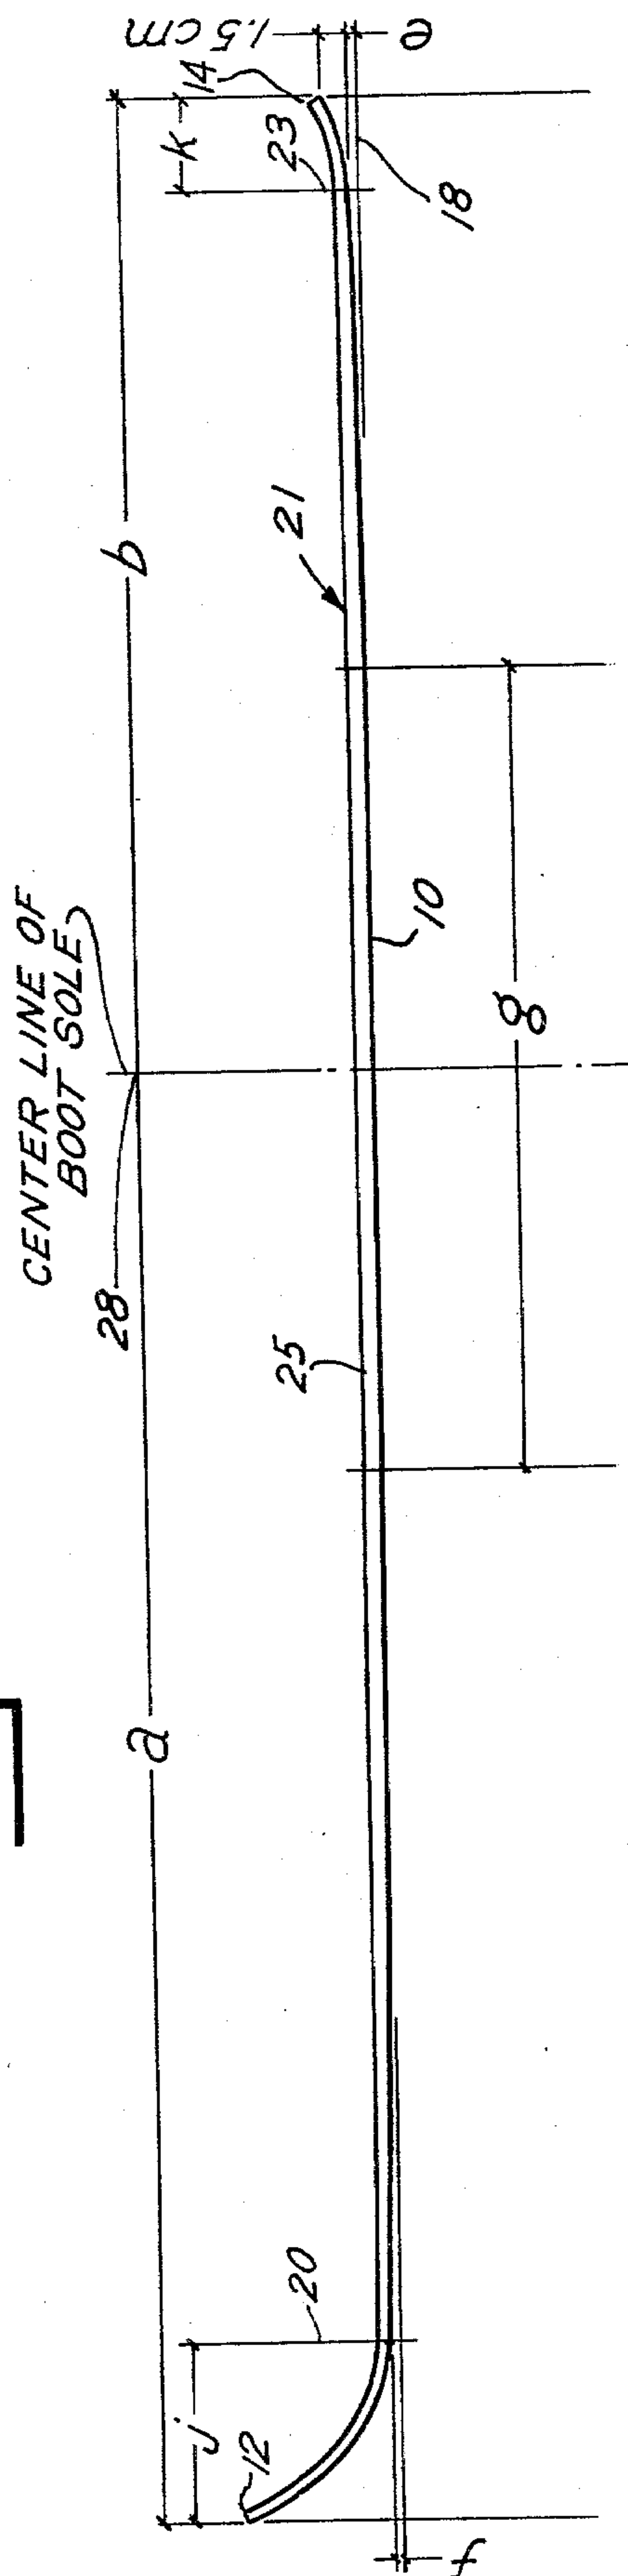 CENTER LINE OF
BOOT SOLE
28
a
b
j
k
12
20
25
10
g
21
23
14
18
1.5 cm
e
f